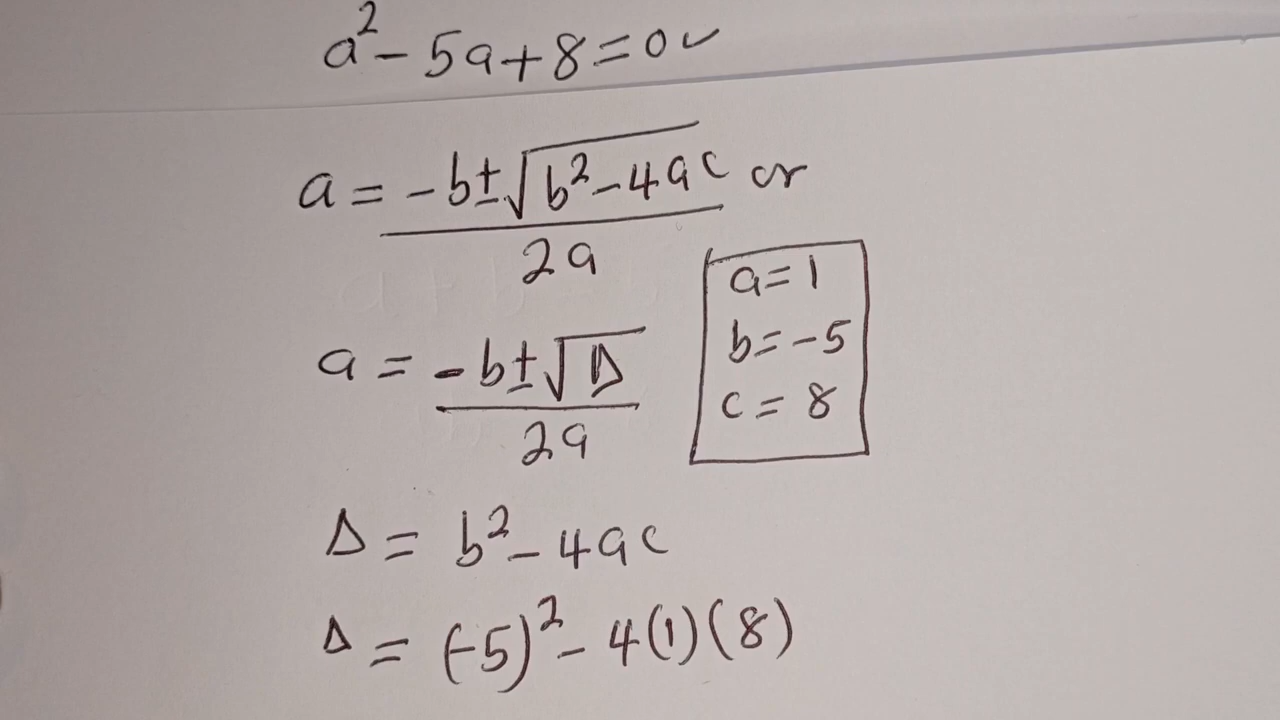 a² - 5a + 8 = 0 ✓
a = (-b ± √(b² - 4ac)) / 2a or
a = (-b ± √Δ) / 2a
a = 1
b = -5
c = 8
Δ = b² - 4ac
Δ = (-5)² - 4(1)(8)